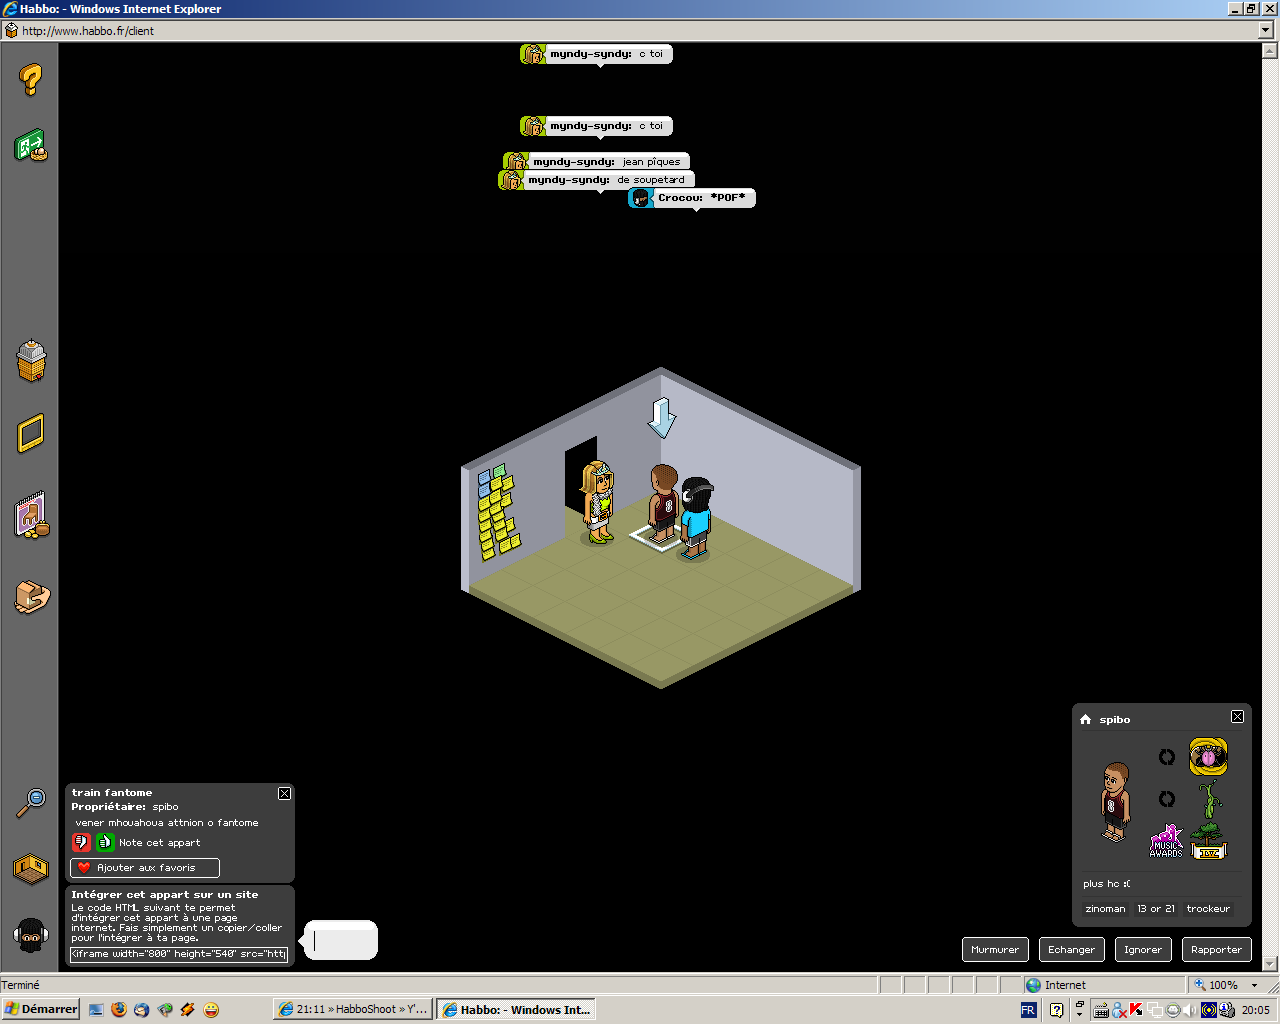 Habbo: - Windows Internet Explorer
http://www.habbo.fr/client
myndy-syndy: c toi
myndy-syndy: c toi
myndy-syndy: jean pîques
myndy-syndy: de soupetard
Crocou: *POF*
8
train fantome
Propriétaire: spibo
vener mhouahoua attnion o fantome
Note cet appart
Ajouter aux favoris
Intégrer cet appart sur un site
Le code HTML suivant te permet
d'intégrer cet appart à une page
internet. Fais simplement un copier/coller
pour l'intégrer à ta page.
<iframe width="800" height="540" src="http
spibo
8
MUSIC
AWARDS
plus hc :(
zinoman 13 or 21 trockeur
Murmurer Echanger Ignorer Rapporter
Terminé
Internet
100%
Démarrer
21:11 » HabboShoot » Y'...
Habbo: - Windows Int...
FR
20:05